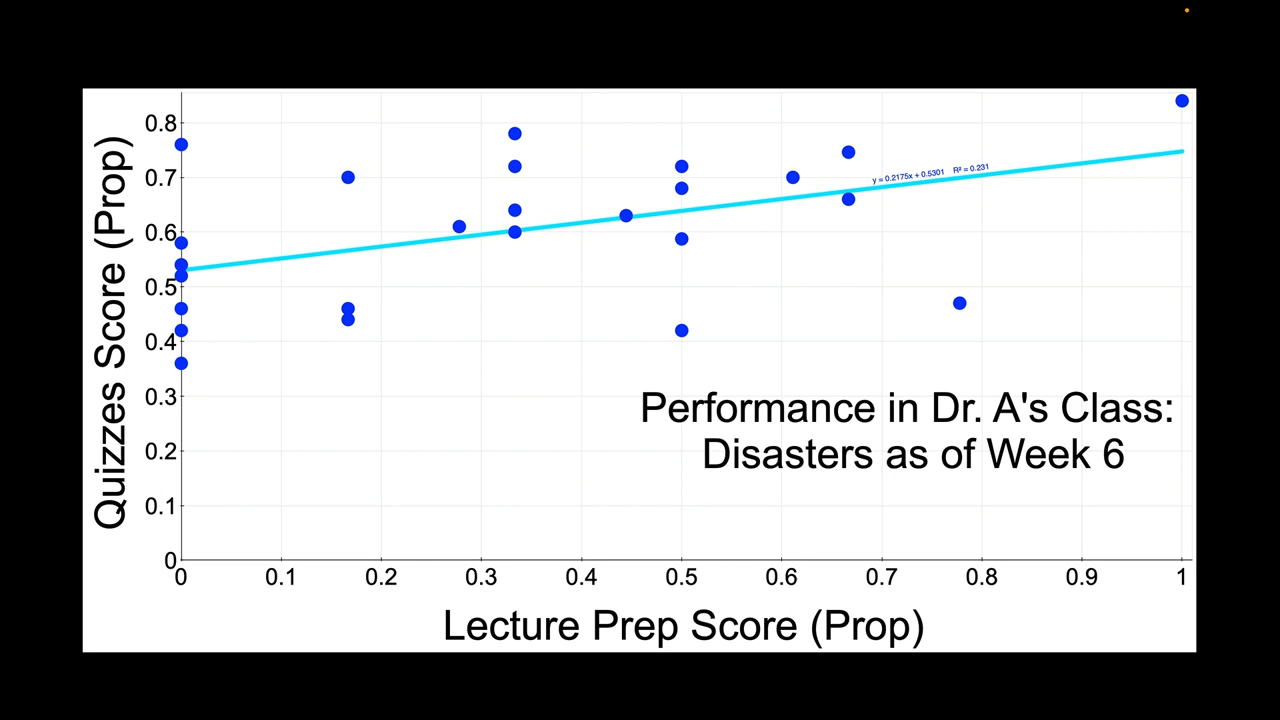 Quizzes Score (Prop)
0.8
0.7
0.6
0.5
0.4
0.3
0.2
0.1
0
y = 0.2175x + 0.5301 R² = 0.231
Performance in Dr. A's Class:
Disasters as of Week 6
0 0.1 0.2 0.3 0.4 0.5 0.6 0.7 0.8 0.9 1
Lecture Prep Score (Prop)